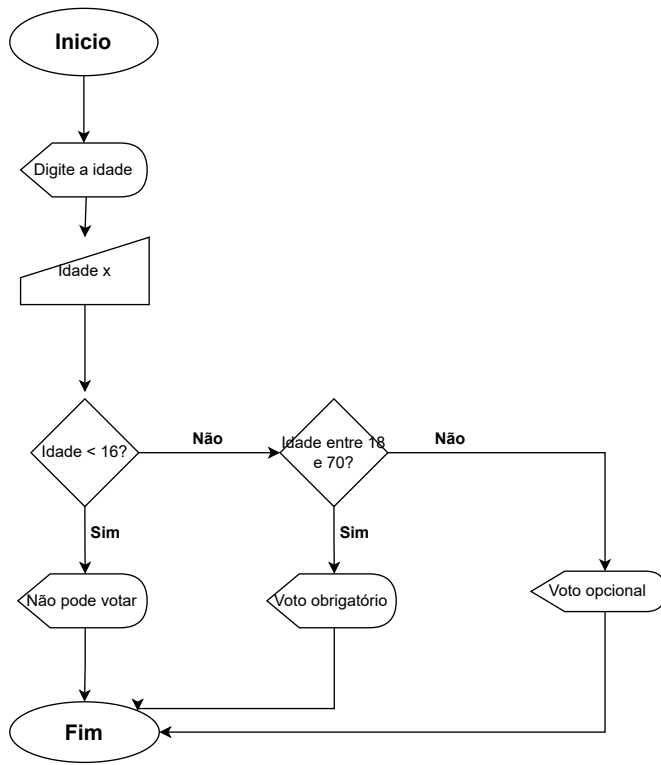 Inicio
Digite a idade
Idade x
Idade < 16?
Não
Idade entre 18
e 70?
Não
Sim
Sim
Não pode votar
Voto obrigatório
Voto opcional
Fim